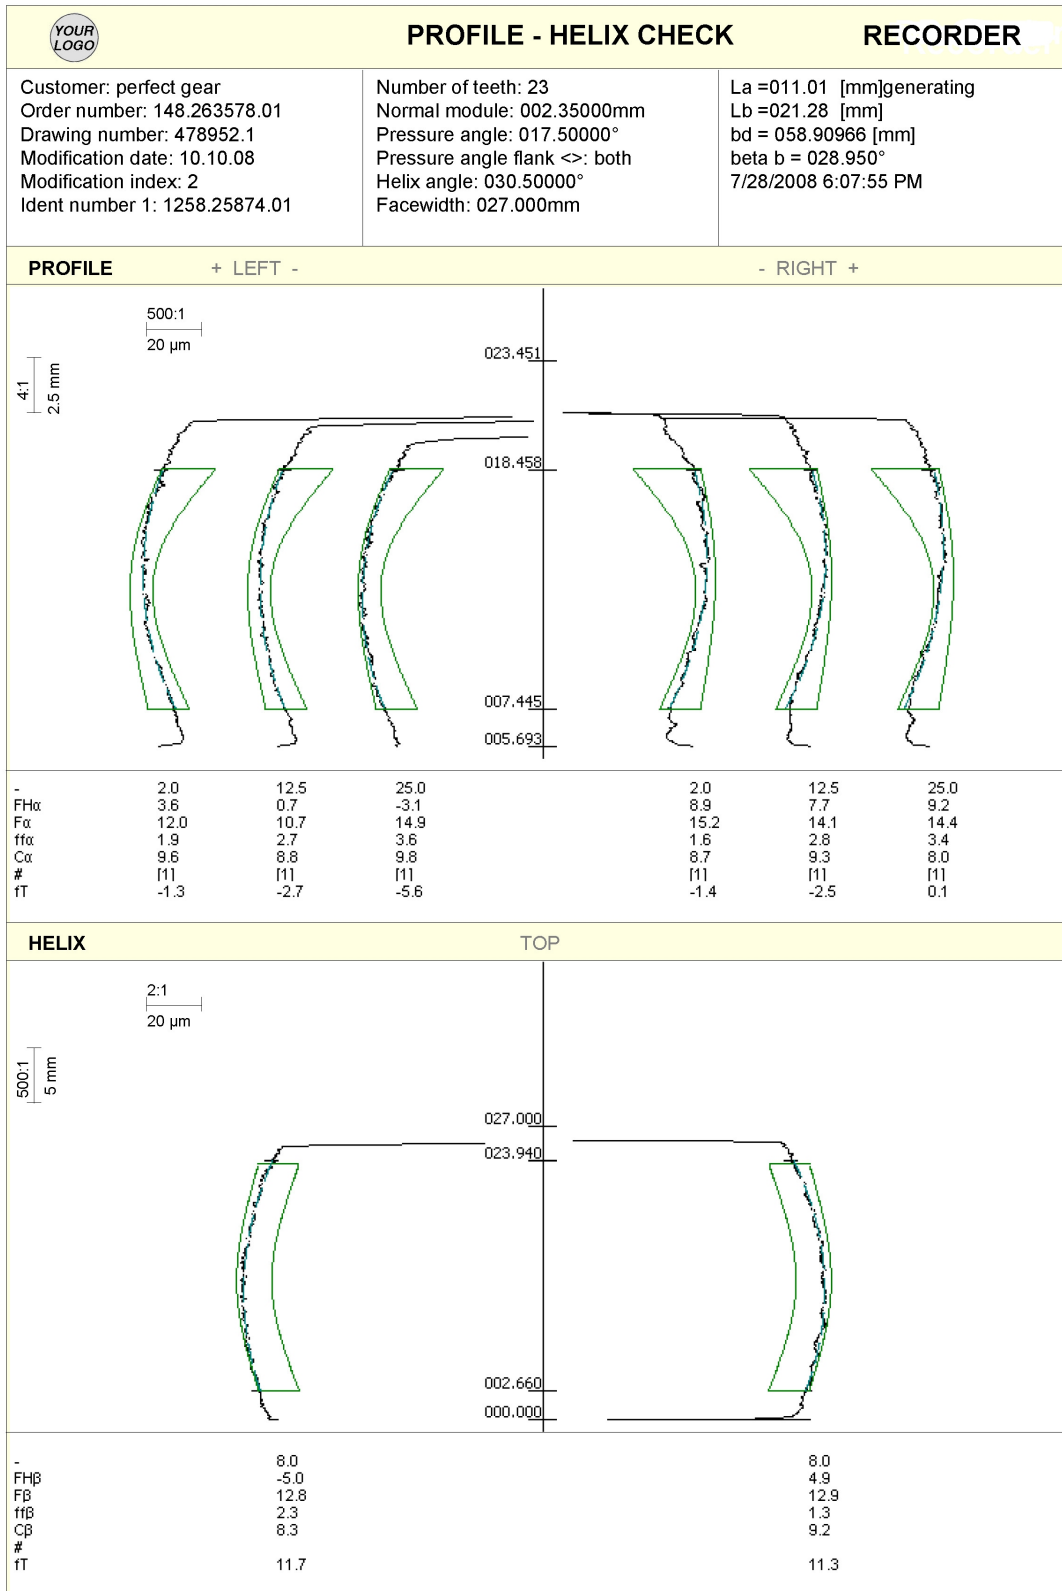 YOUR
LOGO
PROFILE - HELIX CHECK
RECORDER
Customer: perfect gear
Order number: 148.263578.01
Drawing number: 478952.1
Modification date: 10.10.08
Modification index: 2
Ident number 1: 1258.25874.01
Number of teeth: 23
Normal module: 002.35000mm
Pressure angle: 017.50000°
Pressure angle flank <>: both
Helix angle: 030.50000°
Facewidth: 027.000mm
La =011.01 [mm]generating
Lb =021.28 [mm]
bd = 058.90966 [mm]
beta b = 028.950°
7/28/2008 6:07:55 PM
PROFILE + LEFT - - RIGHT +
500:1
20 µm
4:1
2.5 mm
023.451
018.458
007.445
005.693
- 2.0 12.5 25.0 2.0 12.5 25.0
FHα 3.6 0.7 -3.1 8.9 7.7 9.2
Fα 12.0 10.7 14.9 15.2 14.1 14.4
ffα 1.9 2.7 3.6 1.6 2.8 3.4
Cα 9.6 8.8 9.8 8.7 9.3 8.0
# [1] [1] [1] [1] [1] [1]
fT -1.3 -2.7 -5.6 -1.4 -2.5 0.1
HELIX TOP
2:1
20 µm
500:1
5 mm
027.000
023.940
002.660
000.000
- 8.0 8.0
FHβ -5.0 4.9
Fβ 12.8 12.9
ffβ 2.3 1.3
Cβ 8.3 9.2
#
fT 11.7 11.3